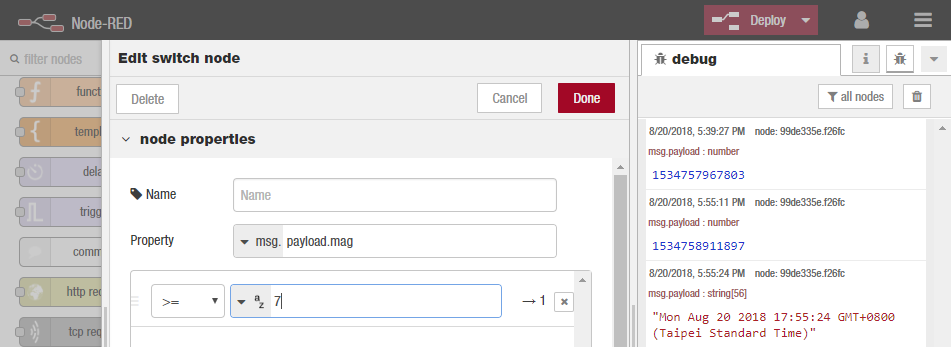 Node-RED
Deploy
filter nodes
funct
templ
dela
trigg
comm
http req
tcp req
Edit switch node
Delete
Cancel
Done
node properties
Name
Name
Property
msg. payload.mag
>=
a z 7
→ 1
debug
i
all nodes
8/20/2018, 5:39:27 PM node: 99de335e.f26fc
msg.payload : number
1534757967803
8/20/2018, 5:55:11 PM node: 99de335e.f26fc
msg.payload : number
1534758911897
8/20/2018, 5:55:24 PM node: 99de335e.f26fc
msg.payload : string[56]
"Mon Aug 20 2018 17:55:24 GMT+0800
(Taipei Standard Time)"